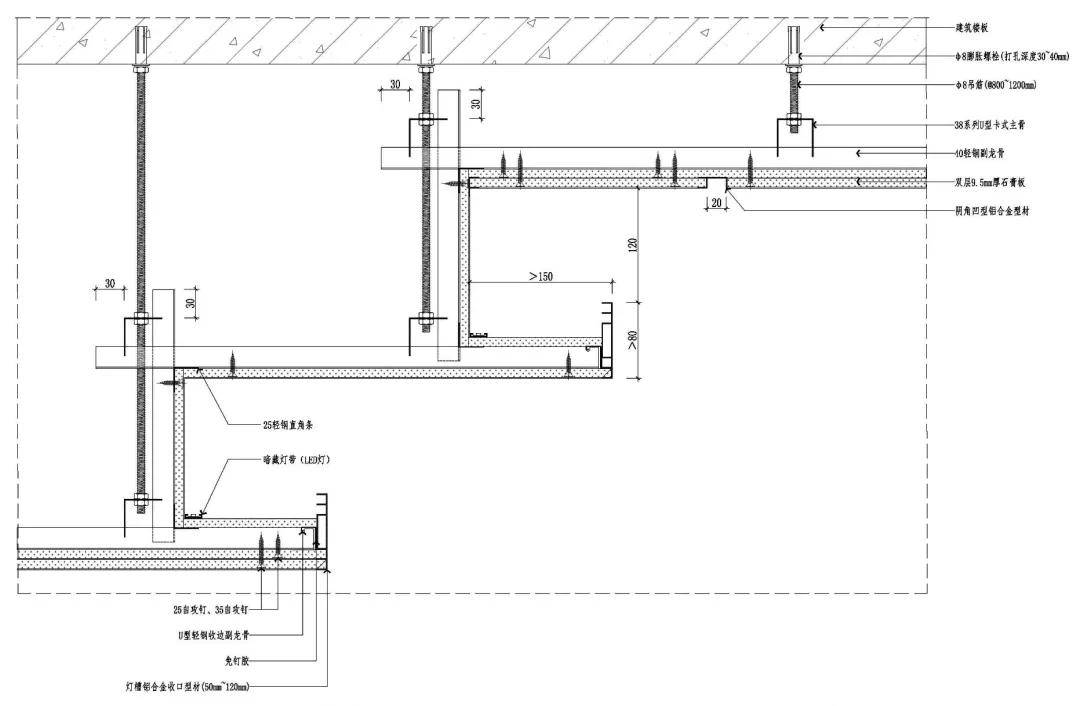 建筑楼板
φ8膨胀螺栓(打孔深度30~40mm)
φ8吊筋(@800~1200mm)
30
30
38系列U型卡式主骨
40轻钢副龙骨
双层9.5mm厚石膏板
20
阴角凹型铝合金型材
120
>150
30
30
>80
25轻钢直角条
暗藏灯带(LED灯)
25自攻钉、35自攻钉
U型轻钢收边副龙骨
免钉胶
灯槽铝合金收口型材(50mm~120mm)